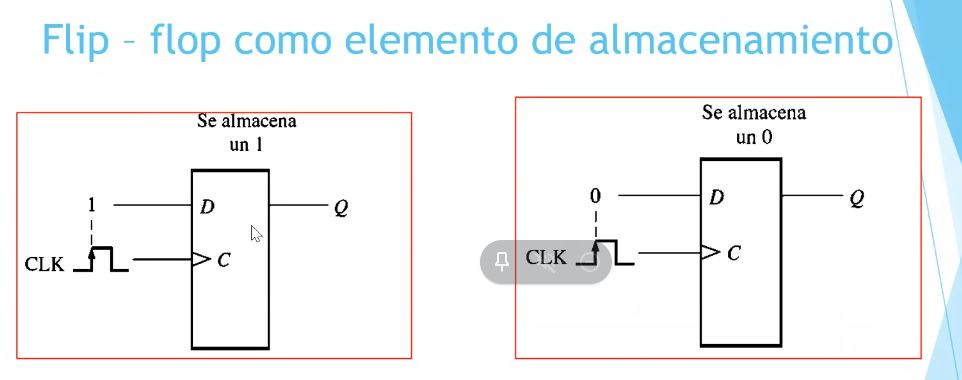 Flip – flop como elemento de almacenamiento
Se almacena
un 1
1
D
Q
CLK
C
Se almacena
un 0
0
D
Q
CLK
C